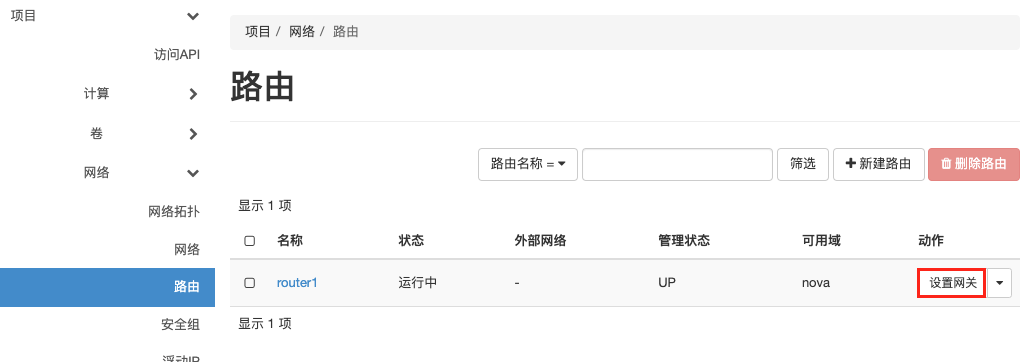 项目
访问API
计算
卷
网络
网络拓扑
网络
路由
安全组
浮动IP
项目 / 网络 / 路由
路由
路由名称 = 筛选 新建路由 删除路由
显示 1 项
名称 状态 外部网络 管理状态 可用域 动作
router1 运行中 - UP nova 设置网关
显示 1 项